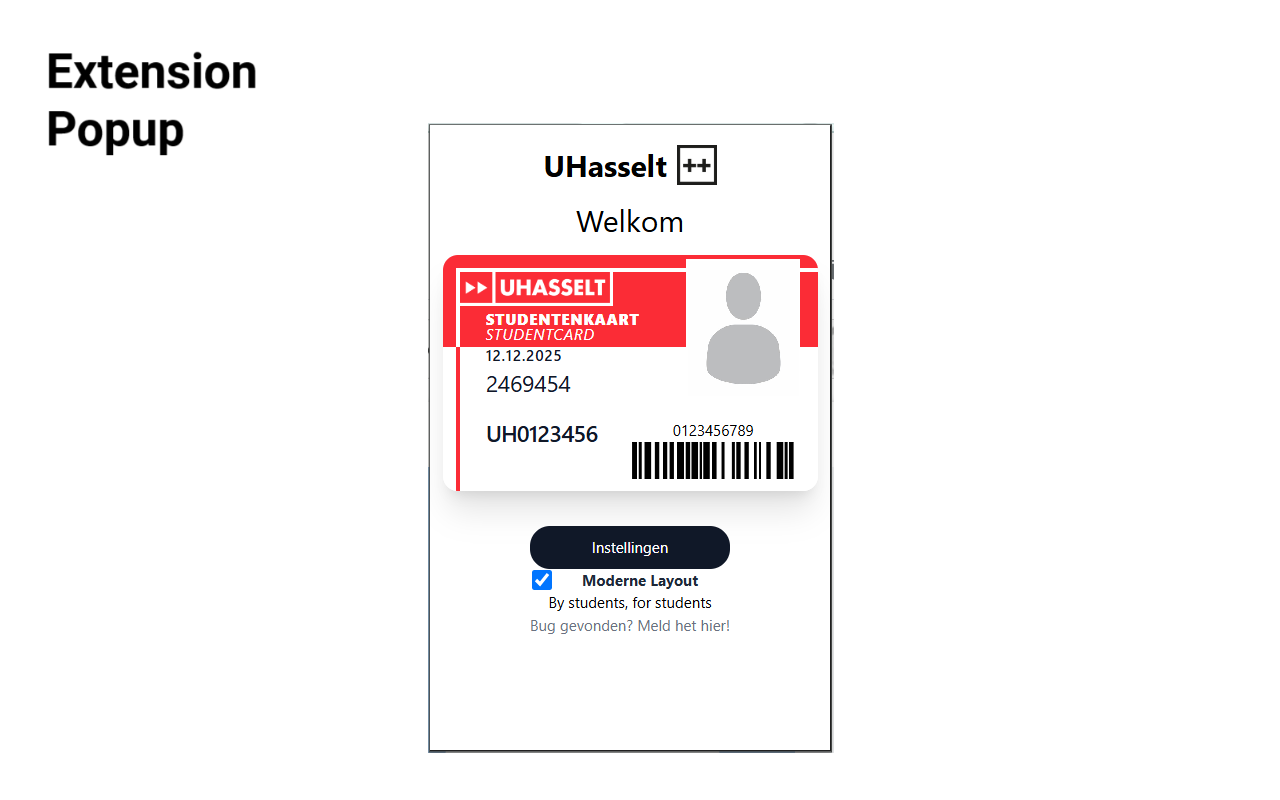 Extension
Popup
UHasselt ++
Welkom
UHASSELT
STUDENTENKAART
STUDENTCARD
12.12.2025
2469454
UH0123456
0123456789
Instellingen
Moderne Layout
By students, for students
Bug gevonden? Meld het hier!